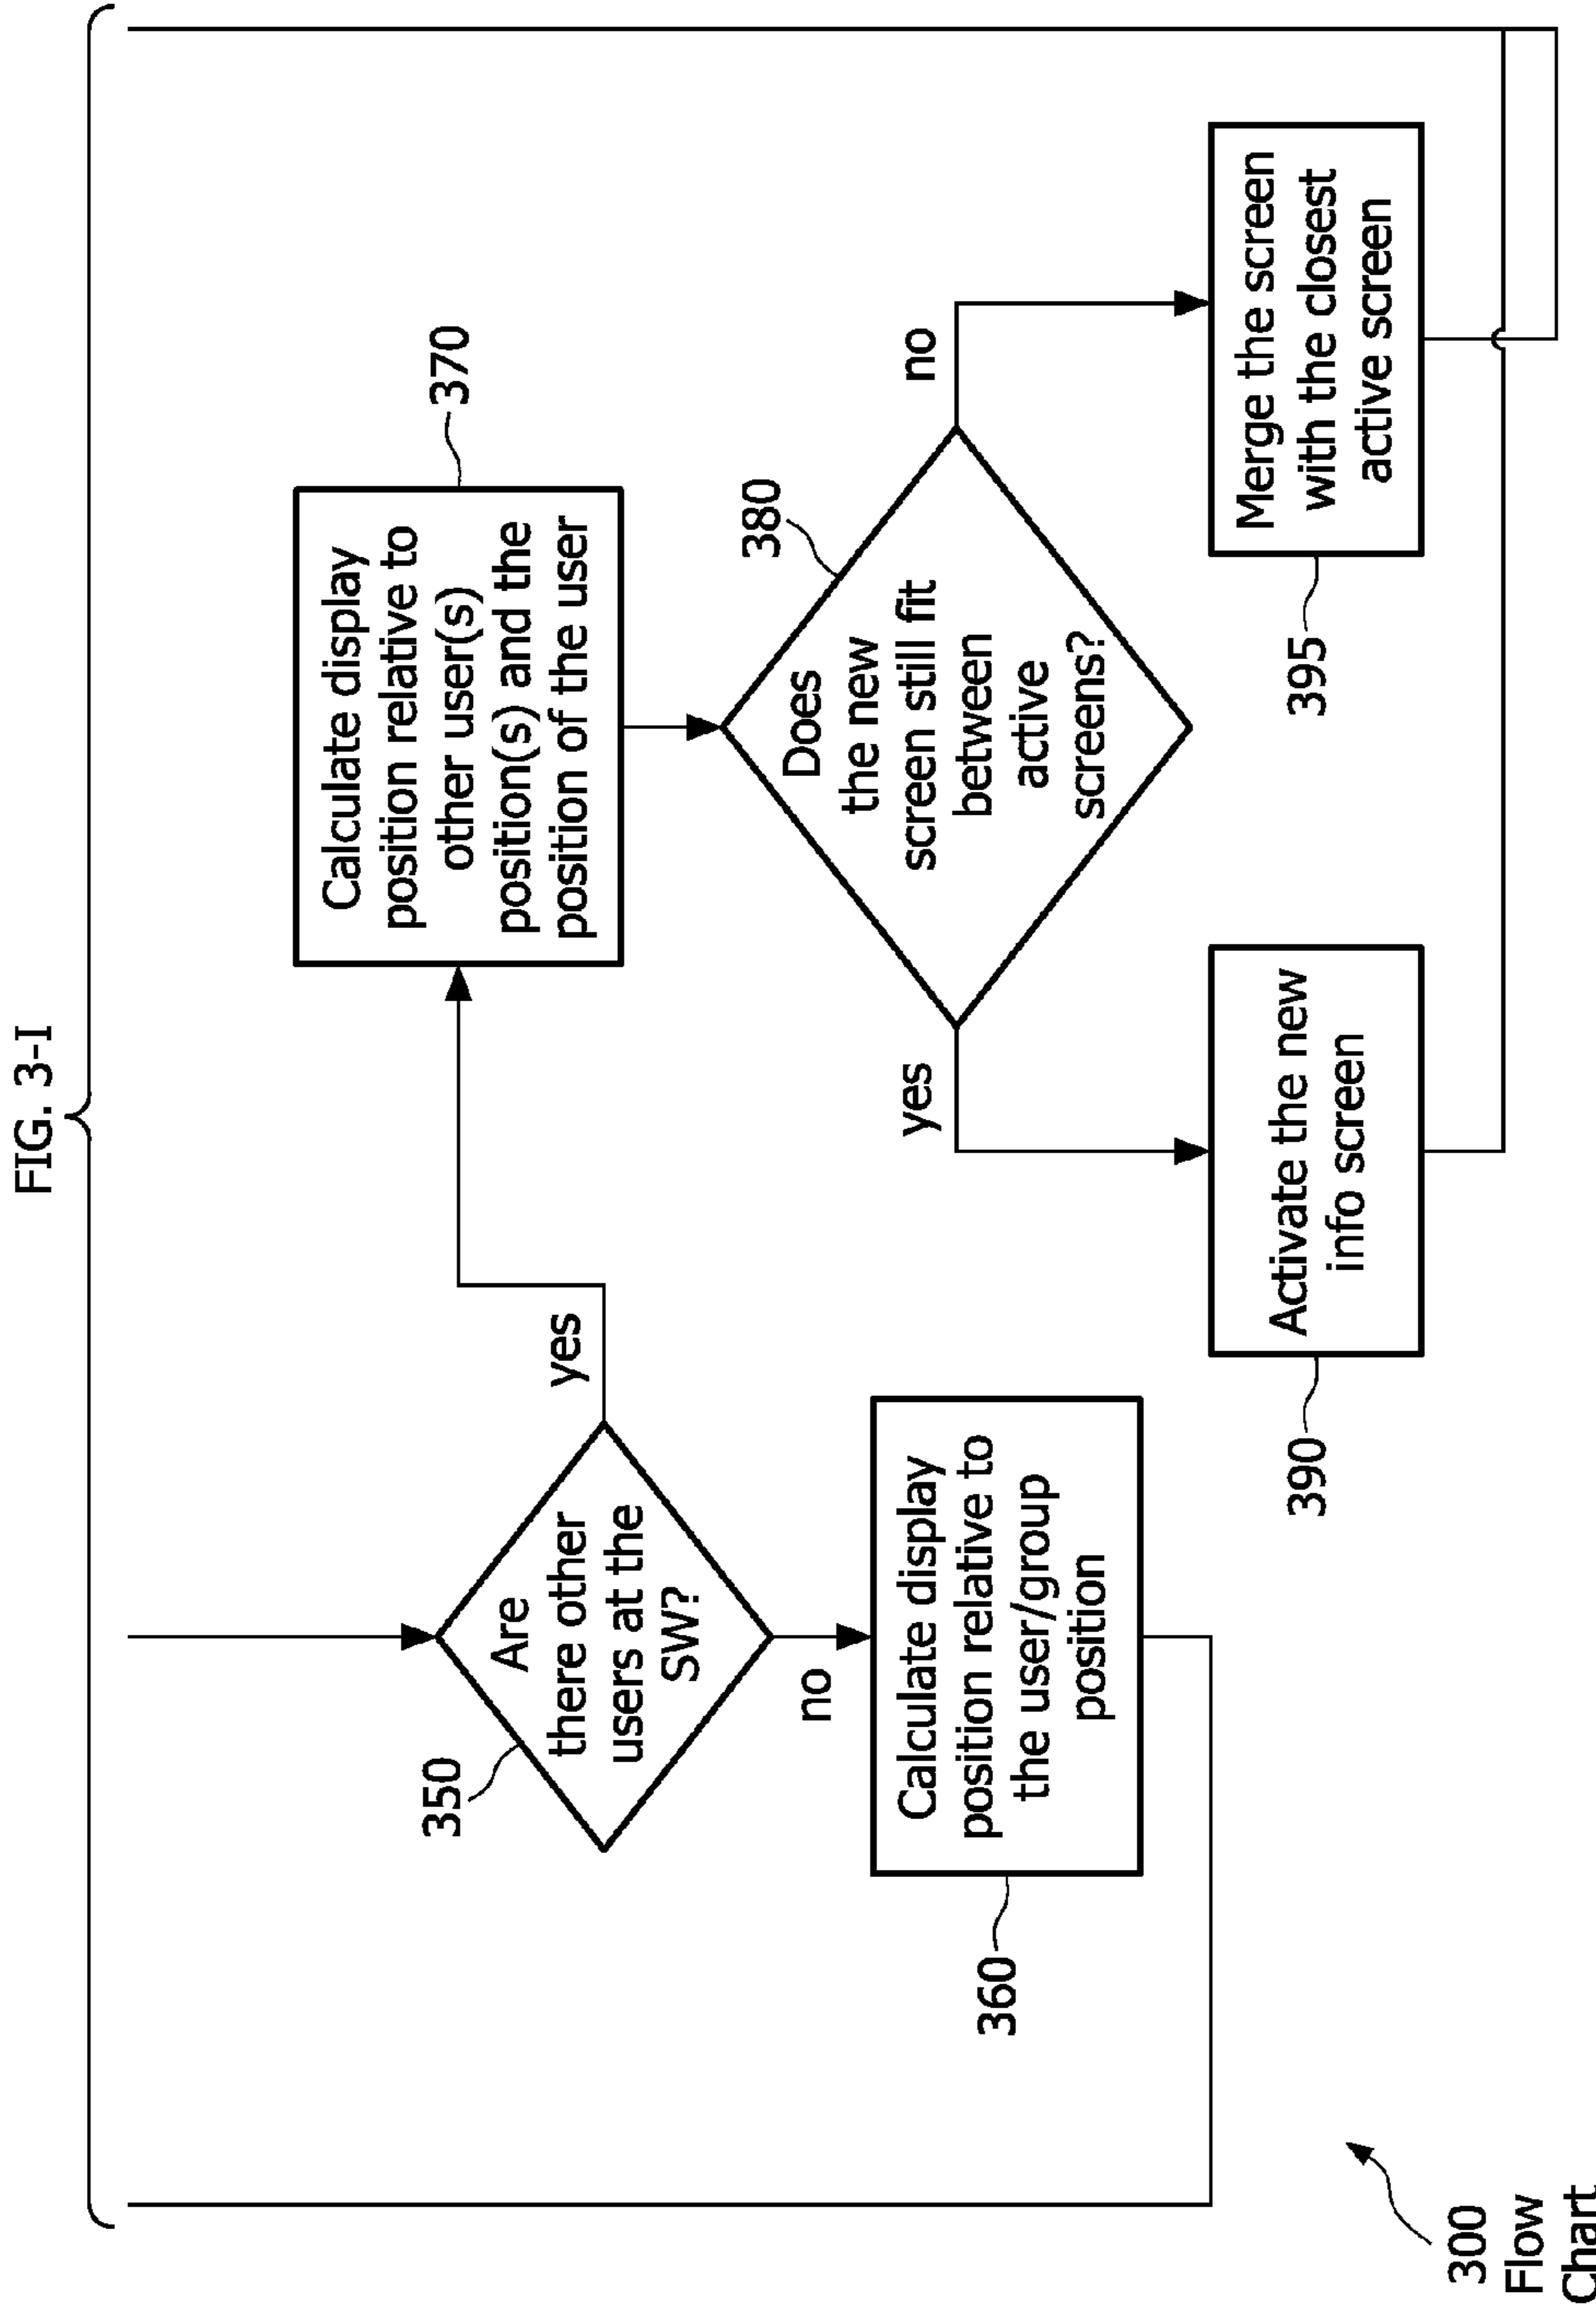 FIG. 3-I
350
Are
there other
users at the
SW?
yes
no
360
Calculate display
position relative to
the user/group
position
370
Calculate display
position relative to
other user(s)
position(s) and the
position of the user
380
Does
the new
screen still fit
between
active
screens?
yes
no
390
Activate the new
info screen
395
Merge the screen
with the closest
active screen
300
Flow
Chart